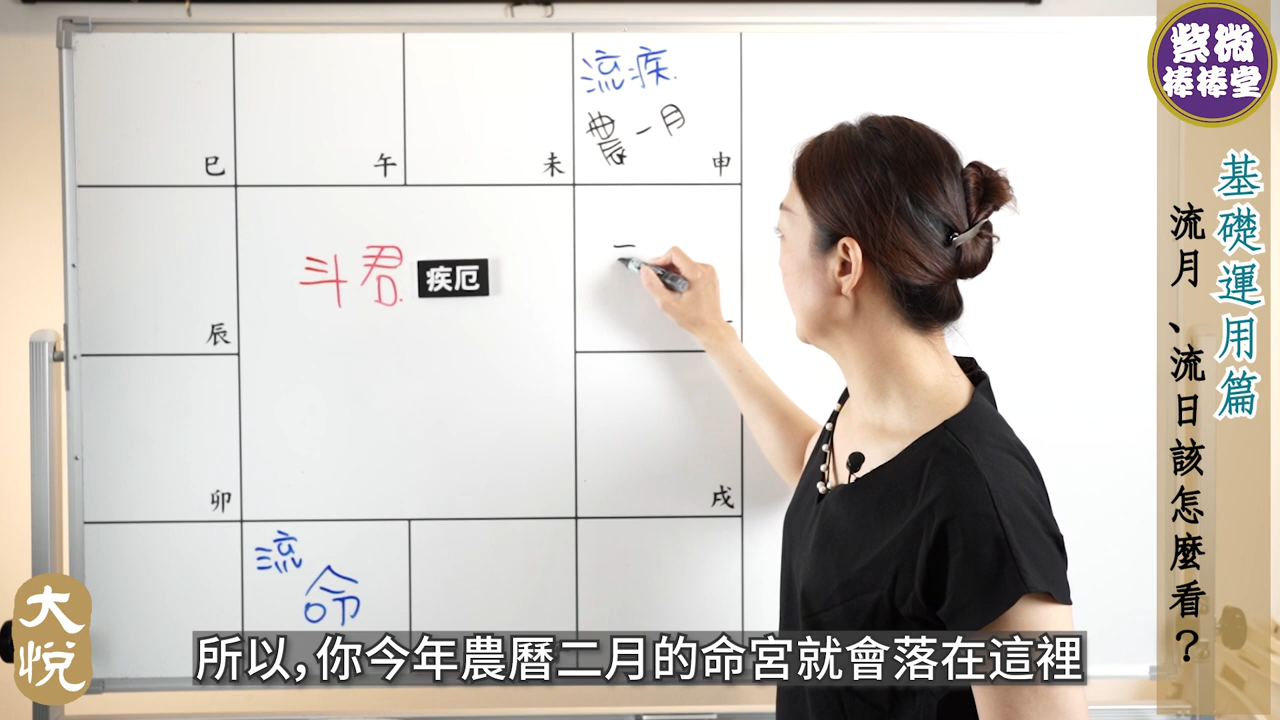 紫微
棒棒堂
基礎運用篇
流月、流日該怎麼看？
流疾
農一月
巳
午
未
申
一
斗君
疾厄
辰
卯
戌
流
命
大悅
所以，你今年農曆二月的命宮就會落在這裡